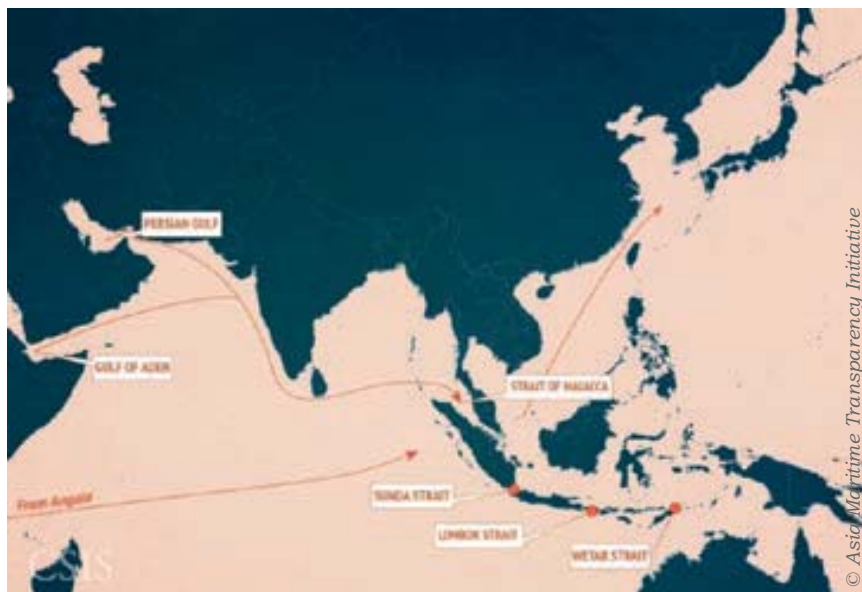 PERSIAN GULF
GULF OF ADEN
STRAIT OF MALACCA
From Angola
SUNDA STRAIT
LOMBOK STRAIT
WETAR STRAIT
CSIS
© Asia Maritime Transparency Initiative